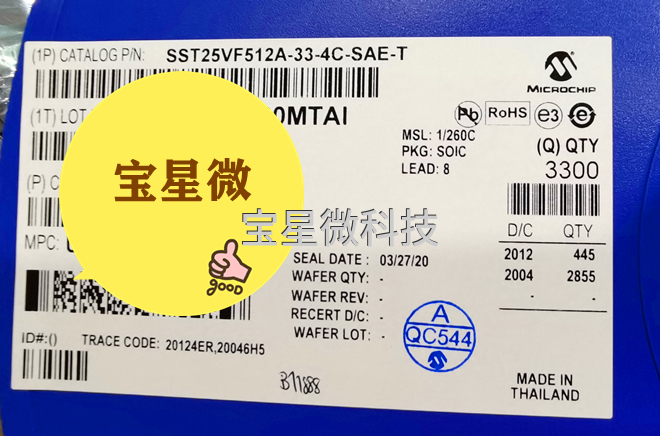 (1P) CATALOG P/N: SST25VF512A-33-4C-SAE-T
MICROCHIP
(1T) LOT 0MTAI
Pb RoHS e3 e
MSL: 1/260C
PKG: SOIC
LEAD: 8
(Q) QTY
3300
(P) C
宝星微
宝星微科技
MPC:
good
SEAL DATE : 03/27/20
WAFER QTY: -
WAFER REV: -
RECERT D/C: -
WAFER LOT: -
D/C QTY
2012 445
2004 2855
- -
A
QC544
ID#:()
TRACE CODE: 20124ER,20046H5
MADE IN
THAILAND